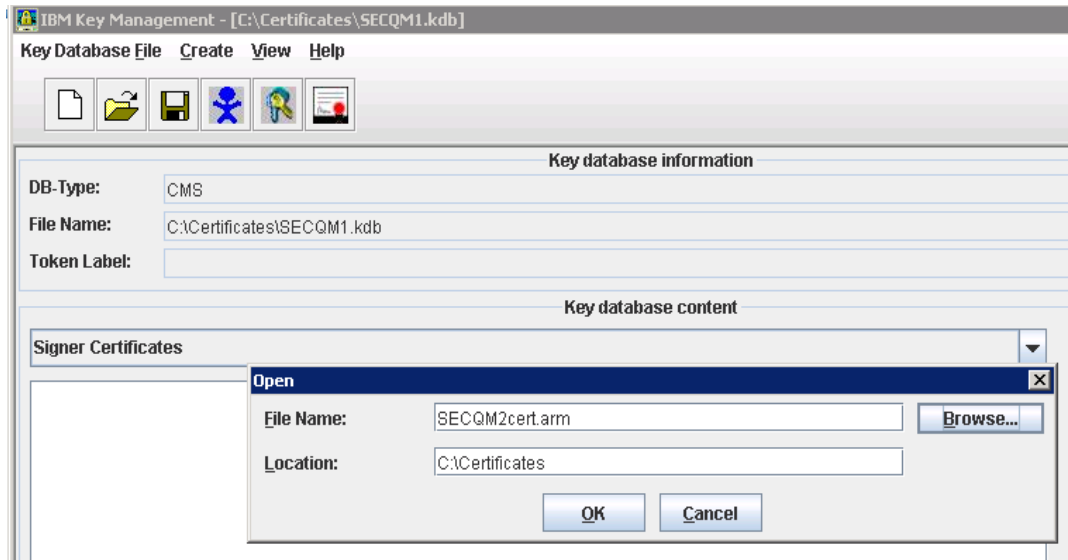 IBM Key Management - [C:\Certificates\SECQM1.kdb]
Key Database File Create View Help
Key database information
DB-Type: CMS
File Name: C:\Certificates\SECQM1.kdb
Token Label:
Key database content
Signer Certificates
Open
File Name: SECQM2cert.arm Browse...
Location: C:\Certificates
OK Cancel